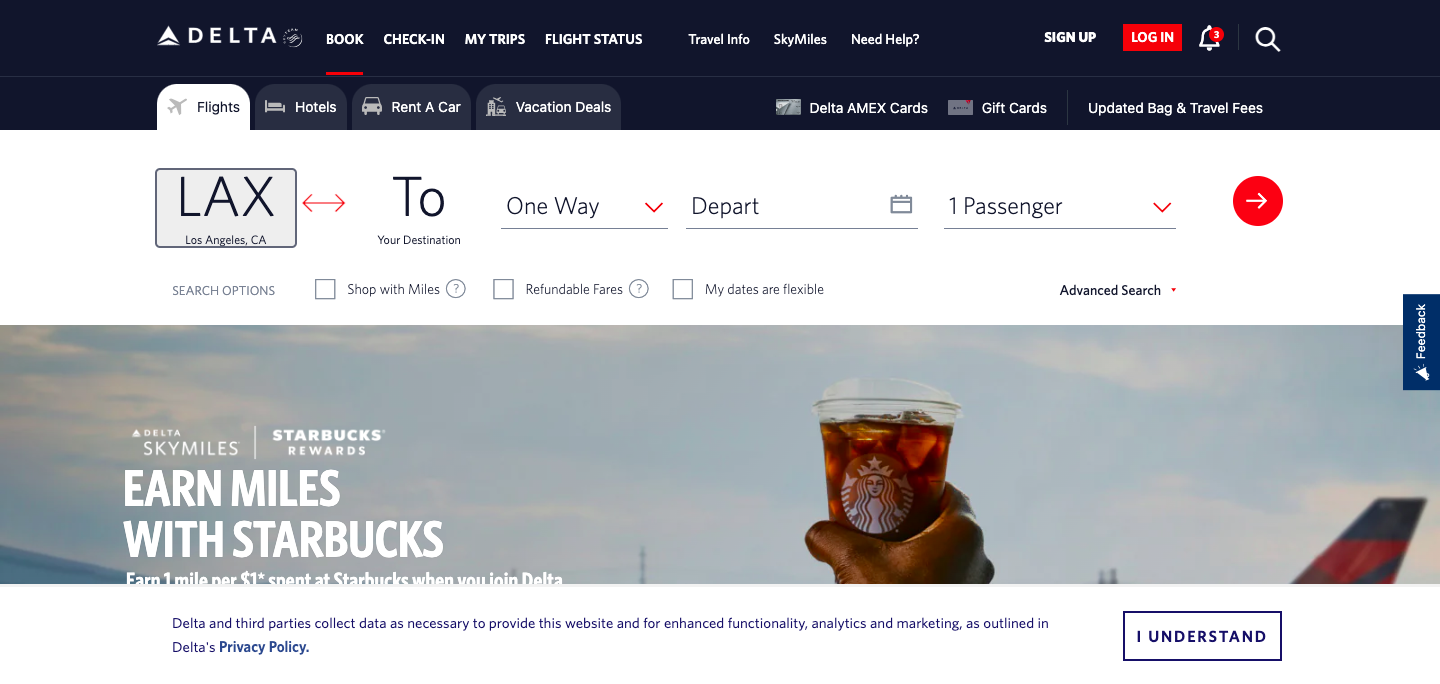 DELTA
BOOK
CHECK-IN
MY TRIPS
FLIGHT STATUS
Travel Info
SkyMiles
Need Help?
SIGN UP
LOG IN
3
Flights
Hotels
Rent A Car
Vacation Deals
Delta AMEX Cards
Gift Cards
Updated Bag & Travel Fees
LAX
Los Angeles, CA
To
Your Destination
One Way
Depart
1 Passenger
SEARCH OPTIONS
Shop with Miles ?
Refundable Fares ?
My dates are flexible
Advanced Search
Feedback
DELTA
SKYMILES
STARBUCKS®
REWARDS
EARN MILES
WITH STARBUCKS
Earn 1 mile per $1* spent at Starbucks when you join Delta
Delta and third parties collect data as necessary to provide this website and for enhanced functionality, analytics and marketing, as outlined in
Delta's Privacy Policy.
I UNDERSTAND